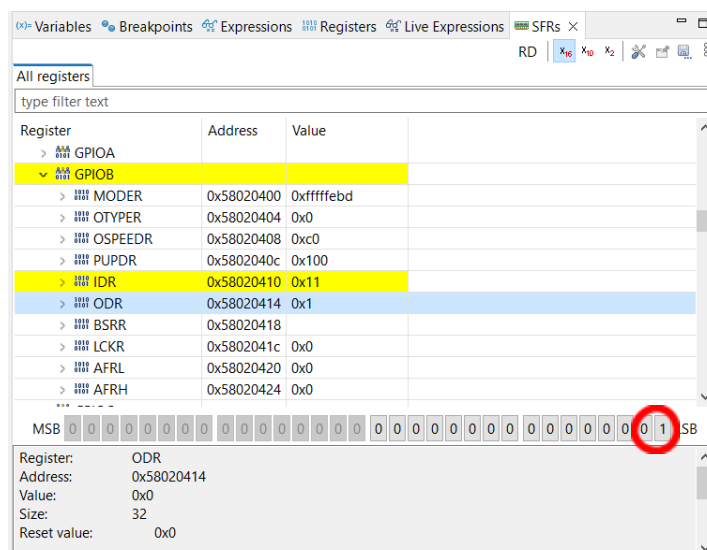 (x)= Variables Breakpoints Expressions Registers Live Expressions SFRs
RD X16 X10 X2
All registers
type filter text
Register Address Value
GPIOA
GPIOB
MODER 0x58020400 0xfffffebd
OTYPER 0x58020404 0x0
OSPEEDR 0x58020408 0xc0
PUPDR 0x5802040c 0x100
IDR 0x58020410 0x11
ODR 0x58020414 0x1
BSRR 0x58020418
LCKR 0x5802041c 0x0
AFRL 0x58020420 0x0
AFRH 0x58020424 0x0
MSB 0 0 0 0 0 0 0 0 0 0 0 0 0 0 0 0 0 0 0 0 0 0 0 0 0 0 0 0 0 0 0 1 LSB
Register: ODR
Address: 0x58020414
Value: 0x0
Size: 32
Reset value: 0x0